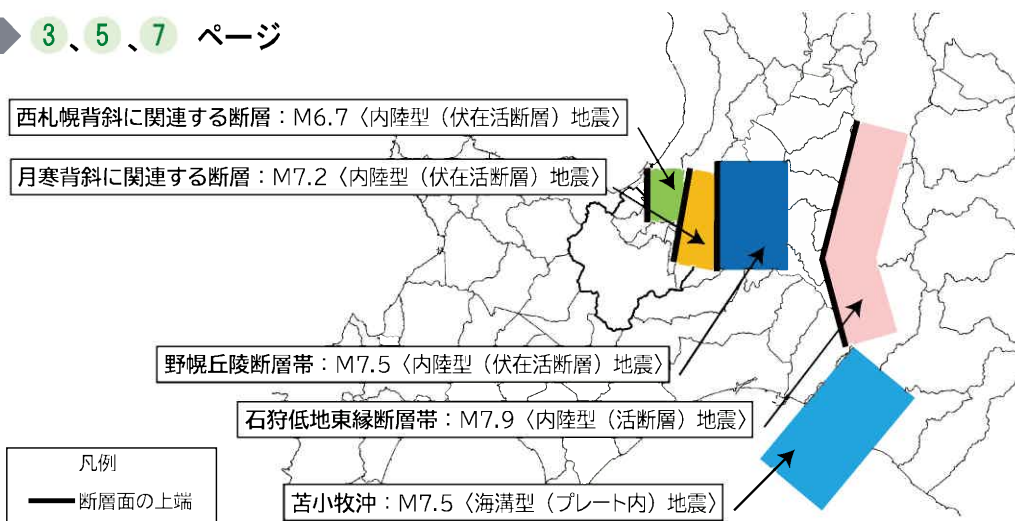 3、5、7 ページ
西札幌背斜に関連する断層：M6.7〈内陸型（伏在活断層）地震〉
月寒背斜に関連する断層：M7.2〈内陸型（伏在活断層）地震〉
野幌丘陵断層帯：M7.5〈内陸型（伏在活断層）地震〉
石狩低地東縁断層帯：M7.9〈内陸型（活断層）地震〉
苫小牧沖：M7.5〈海溝型（プレート内）地震〉
凡例
断層面の上端